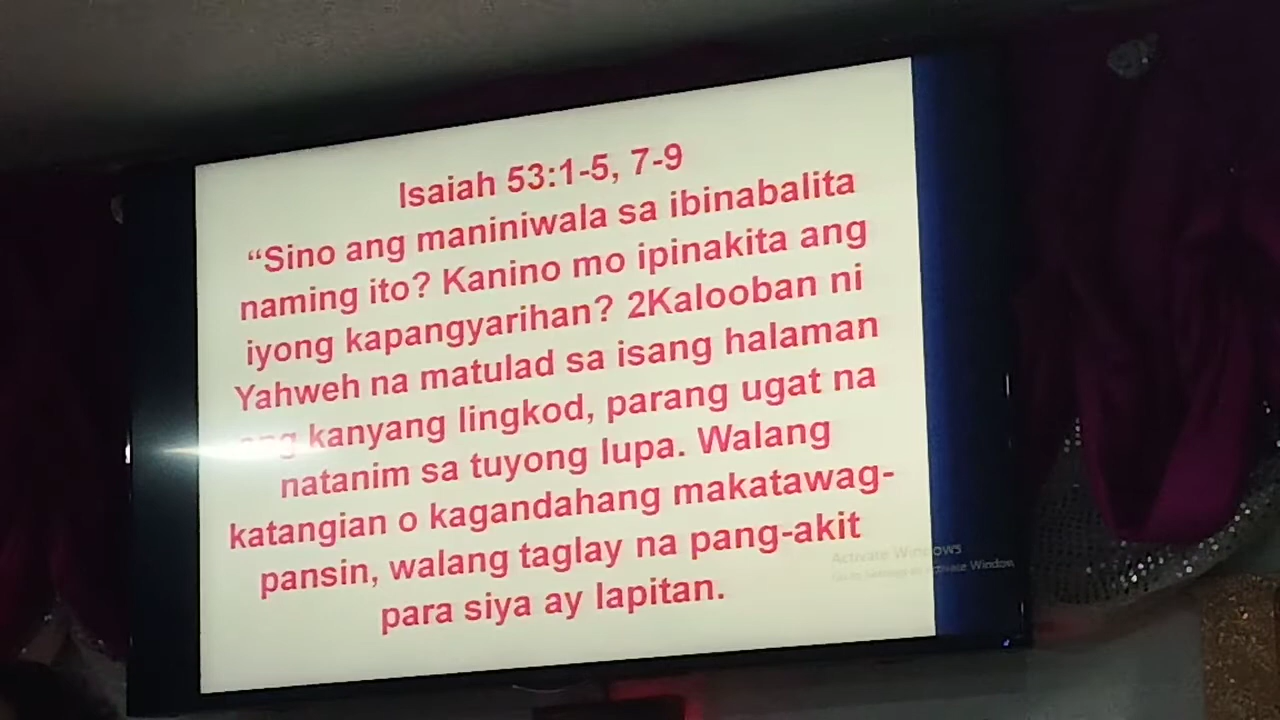 Isaiah 53:1-5, 7-9
“Sino ang maniniwala sa ibinabalita
naming ito? Kanino mo ipinakita ang
iyong kapangyarihan? 2Kalooban ni
Yahweh na matulad sa isang halaman
ang kanyang lingkod, parang ugat na
natanim sa tuyong lupa. Walang
katangian o kagandahang makatawag-
pansin, walang taglay na pang-akit
para siya ay lapitan.
Activate Windows